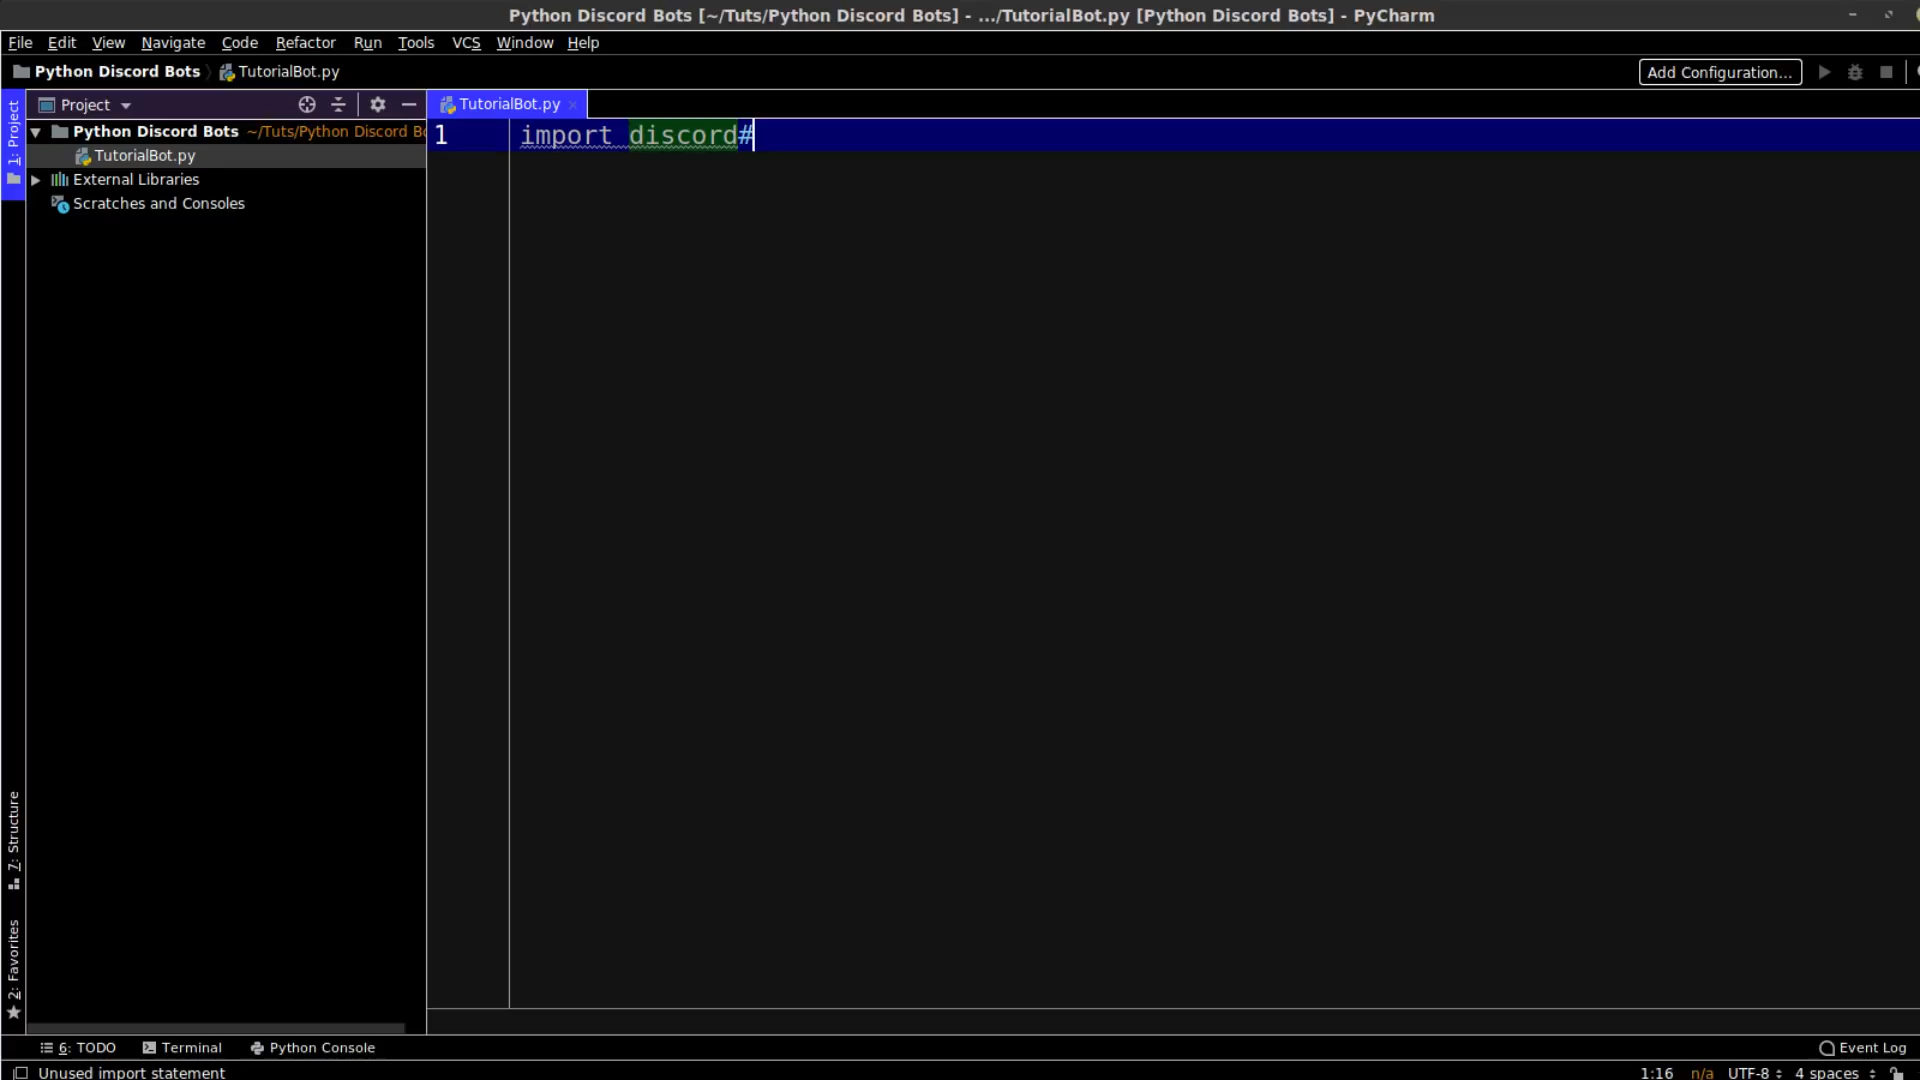 Python Discord Bots [~/Tuts/Python Discord Bots] - .../TutorialBot.py [Python Discord Bots] - PyCharm
File Edit View Navigate Code Refactor Run Tools VCS Window Help
Python Discord Bots TutorialBot.py Add Configuration...
1: Project
Project
TutorialBot.py
Python Discord Bots ~/Tuts/Python Discord Bo
1 import discord#
TutorialBot.py
External Libraries
Scratches and Consoles
7: Structure
2: Favorites
6: TODO Terminal Python Console Event Log
Unused import statement 1:16 n/a UTF-8 4 spaces